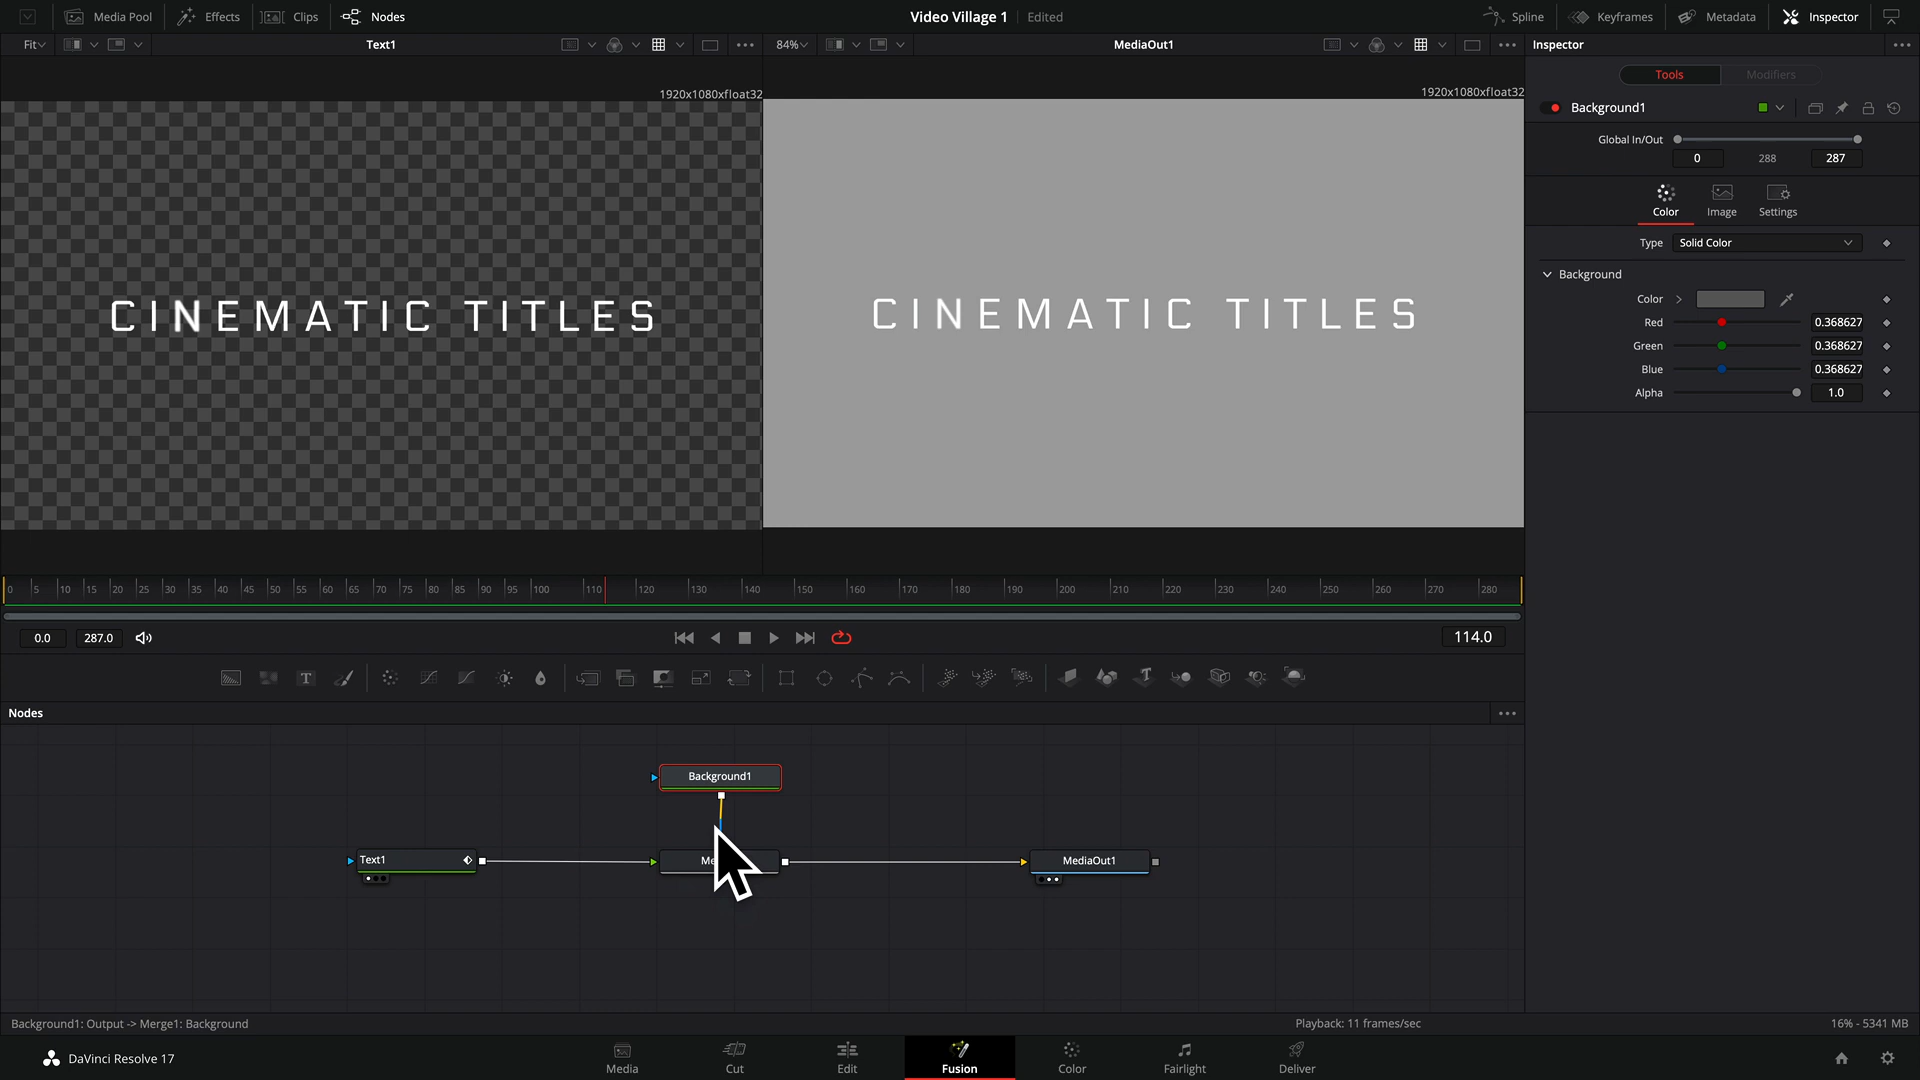 Media Pool Effects Clips Nodes Video Village 1 Edited Spline Keyframes Metadata Inspector
Fit Text1 84% MediaOut1 Inspector
1920x1080xfloat32 1920x1080xfloat32
CINEMATIC TITLES CINEMATIC TITLES
Tools Modifiers
Background1
Global In/Out
0 288 287
Color Image Settings
Type Solid Color
Background
Color
Red 0.368627
Green 0.368627
Blue 0.368627
Alpha 1.0
0 5 10 15 20 25 30 35 40 45 50 55 60 65 70 75 80 85 90 95 100 110 120 130 140 150 160 170 180 190 200 210 220 230 240 250 260 270 280
0.0 287.0 114.0
Nodes
Background1
Text1 Me MediaOut1
Background1: Output -> Merge1: Background Playback: 11 frames/sec 16% - 5341 MB
DaVinci Resolve 17 Media Cut Edit Fusion Color Fairlight Deliver